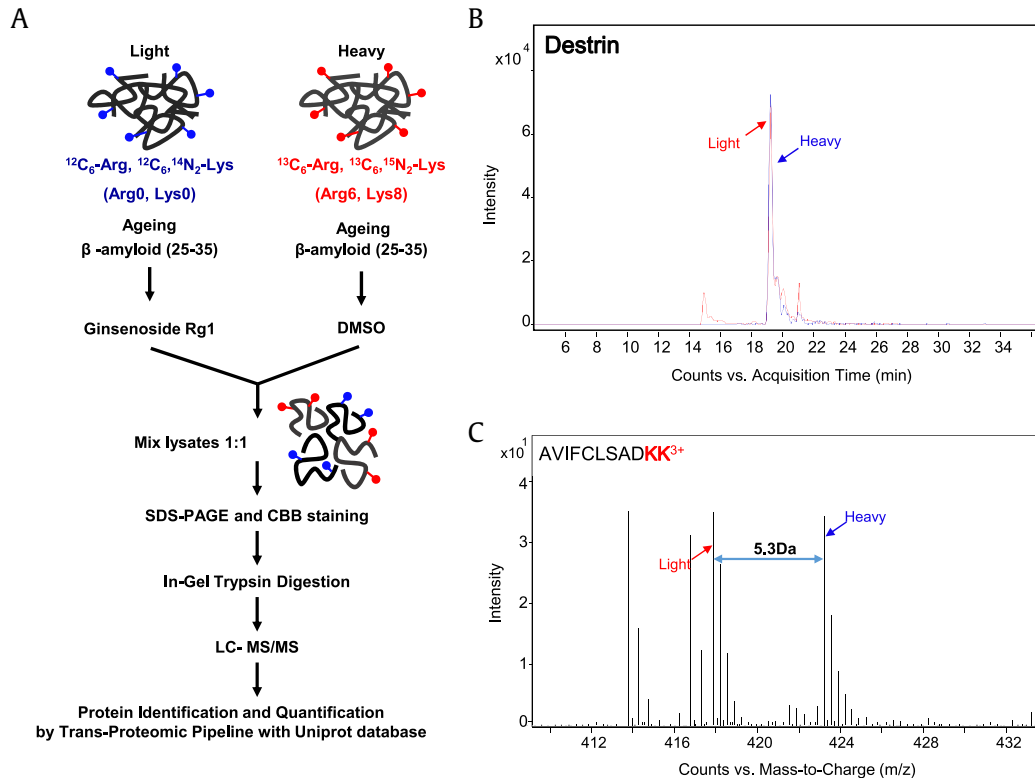 A
Light
Heavy
¹²C₆-Arg, ¹²C₆,¹⁴N₂-Lys
(Arg0, Lys0)
¹³C₆-Arg, ¹³C₆,¹⁵N₂-Lys
(Arg6, Lys8)
Ageing
β -amyloid (25-35)
Ageing
β-amyloid (25-35)
Ginsenoside Rg1
DMSO
Mix lysates 1:1
SDS-PAGE and CBB staining
In-Gel Trypsin Digestion
LC- MS/MS
Protein Identification and Quantification
by Trans-Proteomic Pipeline with Uniprot database
B
x10⁴
Destrin
8
6
4
2
0
Intensity
Light
Heavy
6 8 10 12 14 16 18 20 22 24 26 28 30 32 34
Counts vs. Acquisition Time (min)
C
x10¹
AVIFCLSADKK³⁺
4
3
2
1
0
Intensity
Light
5.3Da
Heavy
412 416 420 424 428 432
Counts vs. Mass-to-Charge (m/z)